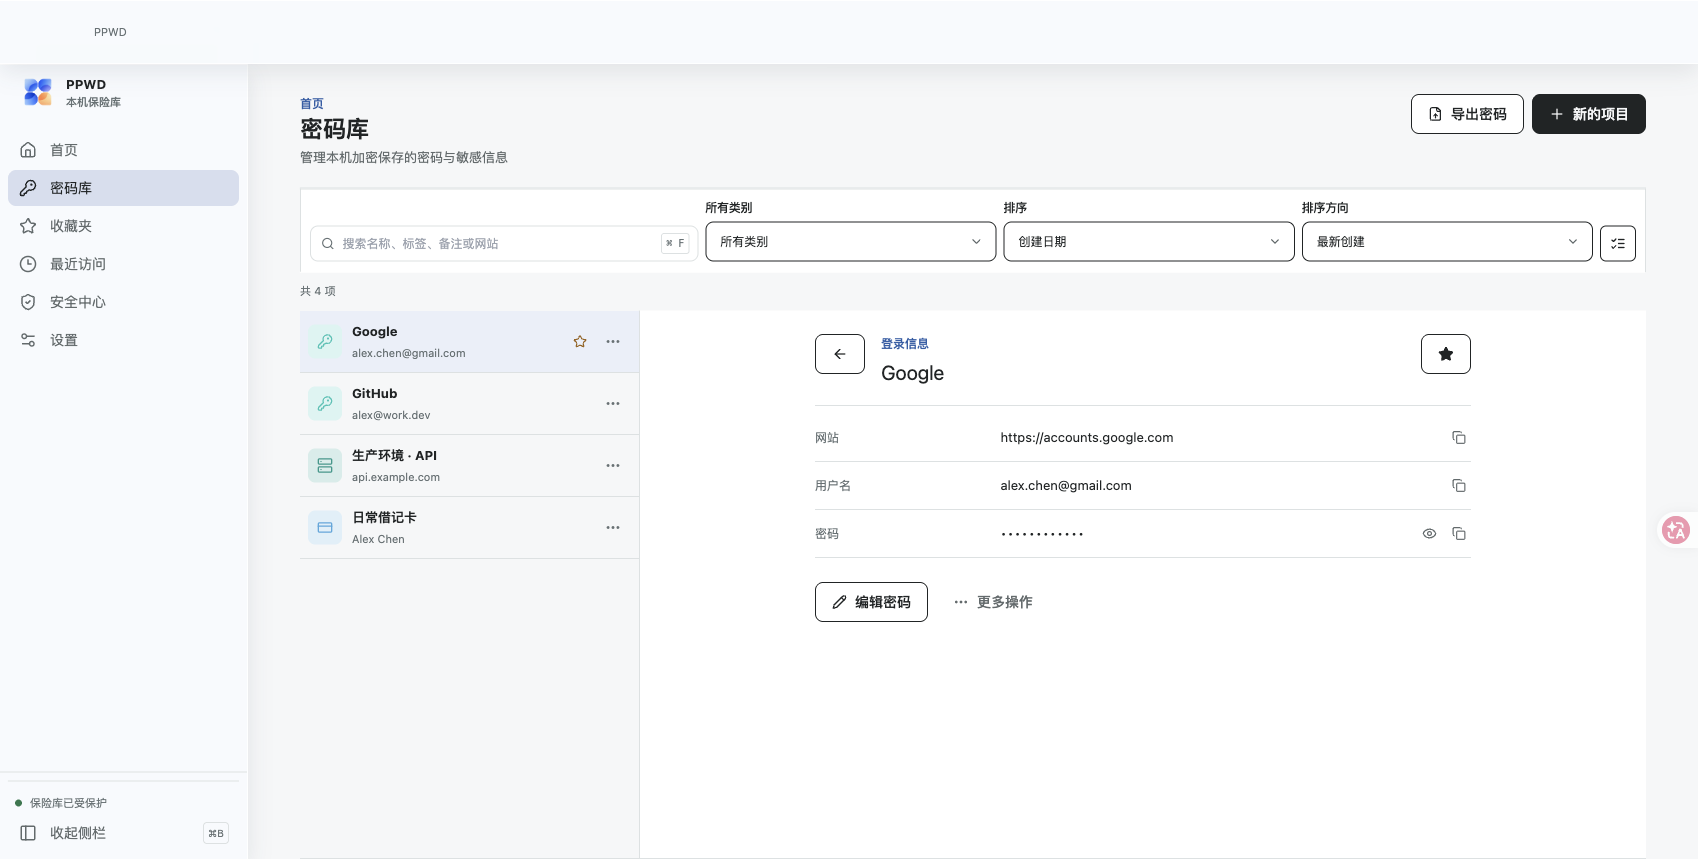 PPWD
PPWD
本机保险库
首页
密码库
收藏夹
最近访问
安全中心
设置
保险库已受保护
收起侧栏
⌘B
首页
密码库
管理本机加密保存的密码与敏感信息
导出密码
新的项目
搜索名称、标签、备注或网站
⌘ F
所有类别
所有类别
排序
创建日期
排序方向
最新创建
共 4 项
Google
alex.chen@gmail.com
GitHub
alex@work.dev
生产环境 · API
api.example.com
日常借记卡
Alex Chen
登录信息
Google
网站
https://accounts.google.com
用户名
alex.chen@gmail.com
密码
••••••••••••
编辑密码
更多操作